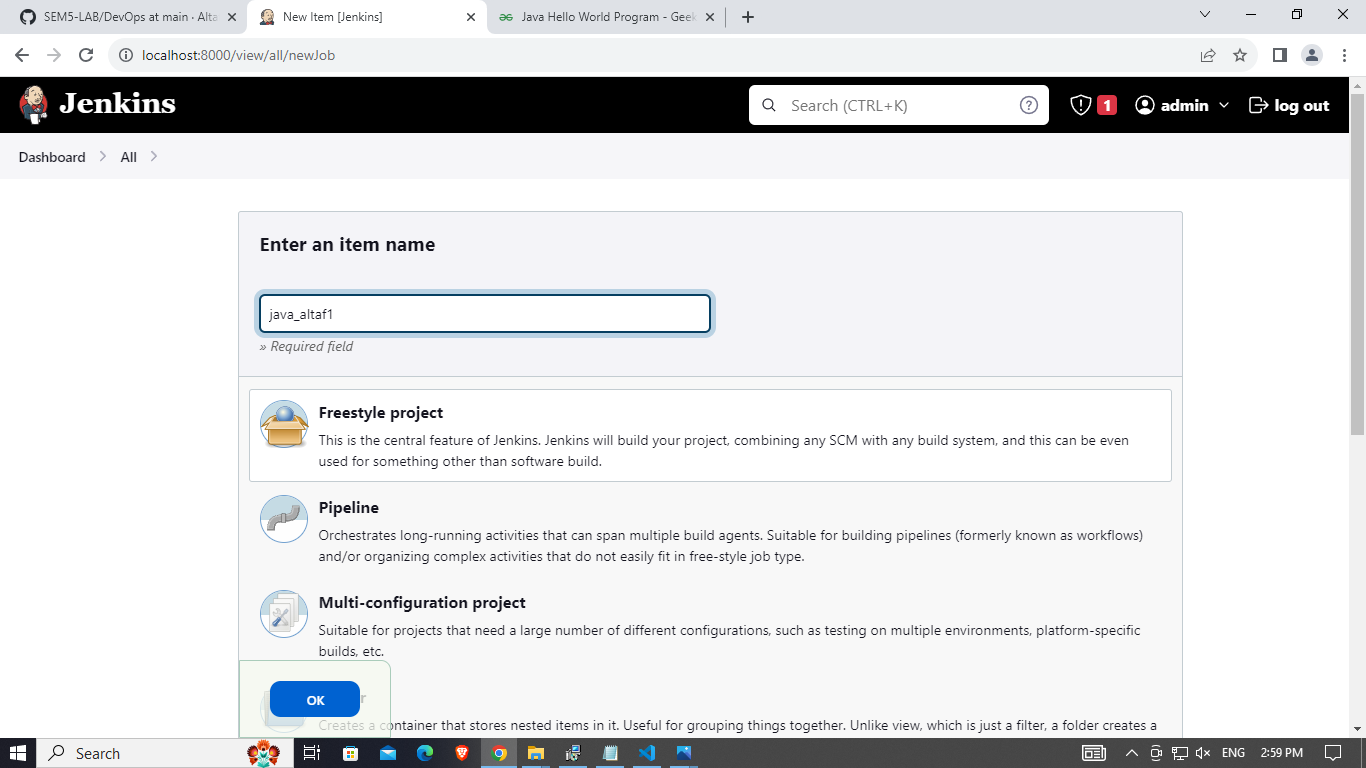 SEM5-LAB/DevOps at main · Alta
New Item [Jenkins]
Java Hello World Program - Geek
localhost:8000/view/all/newJob
Jenkins
Search (CTRL+K)
1
admin
log out
Dashboard
All
Enter an item name
java_altaf1
» Required field
Freestyle project
This is the central feature of Jenkins. Jenkins will build your project, combining any SCM with any build system, and this can be even
used for something other than software build.
Pipeline
Orchestrates long-running activities that can span multiple build agents. Suitable for building pipelines (formerly known as workflows)
and/or organizing complex activities that do not easily fit in free-style job type.
Multi-configuration project
Suitable for projects that need a large number of different configurations, such as testing on multiple environments, platform-specific
builds, etc.
OK
Creates a container that stores nested items in it. Useful for grouping things together. Unlike view, which is just a filter, a folder creates a
Search
ENG
2:59 PM